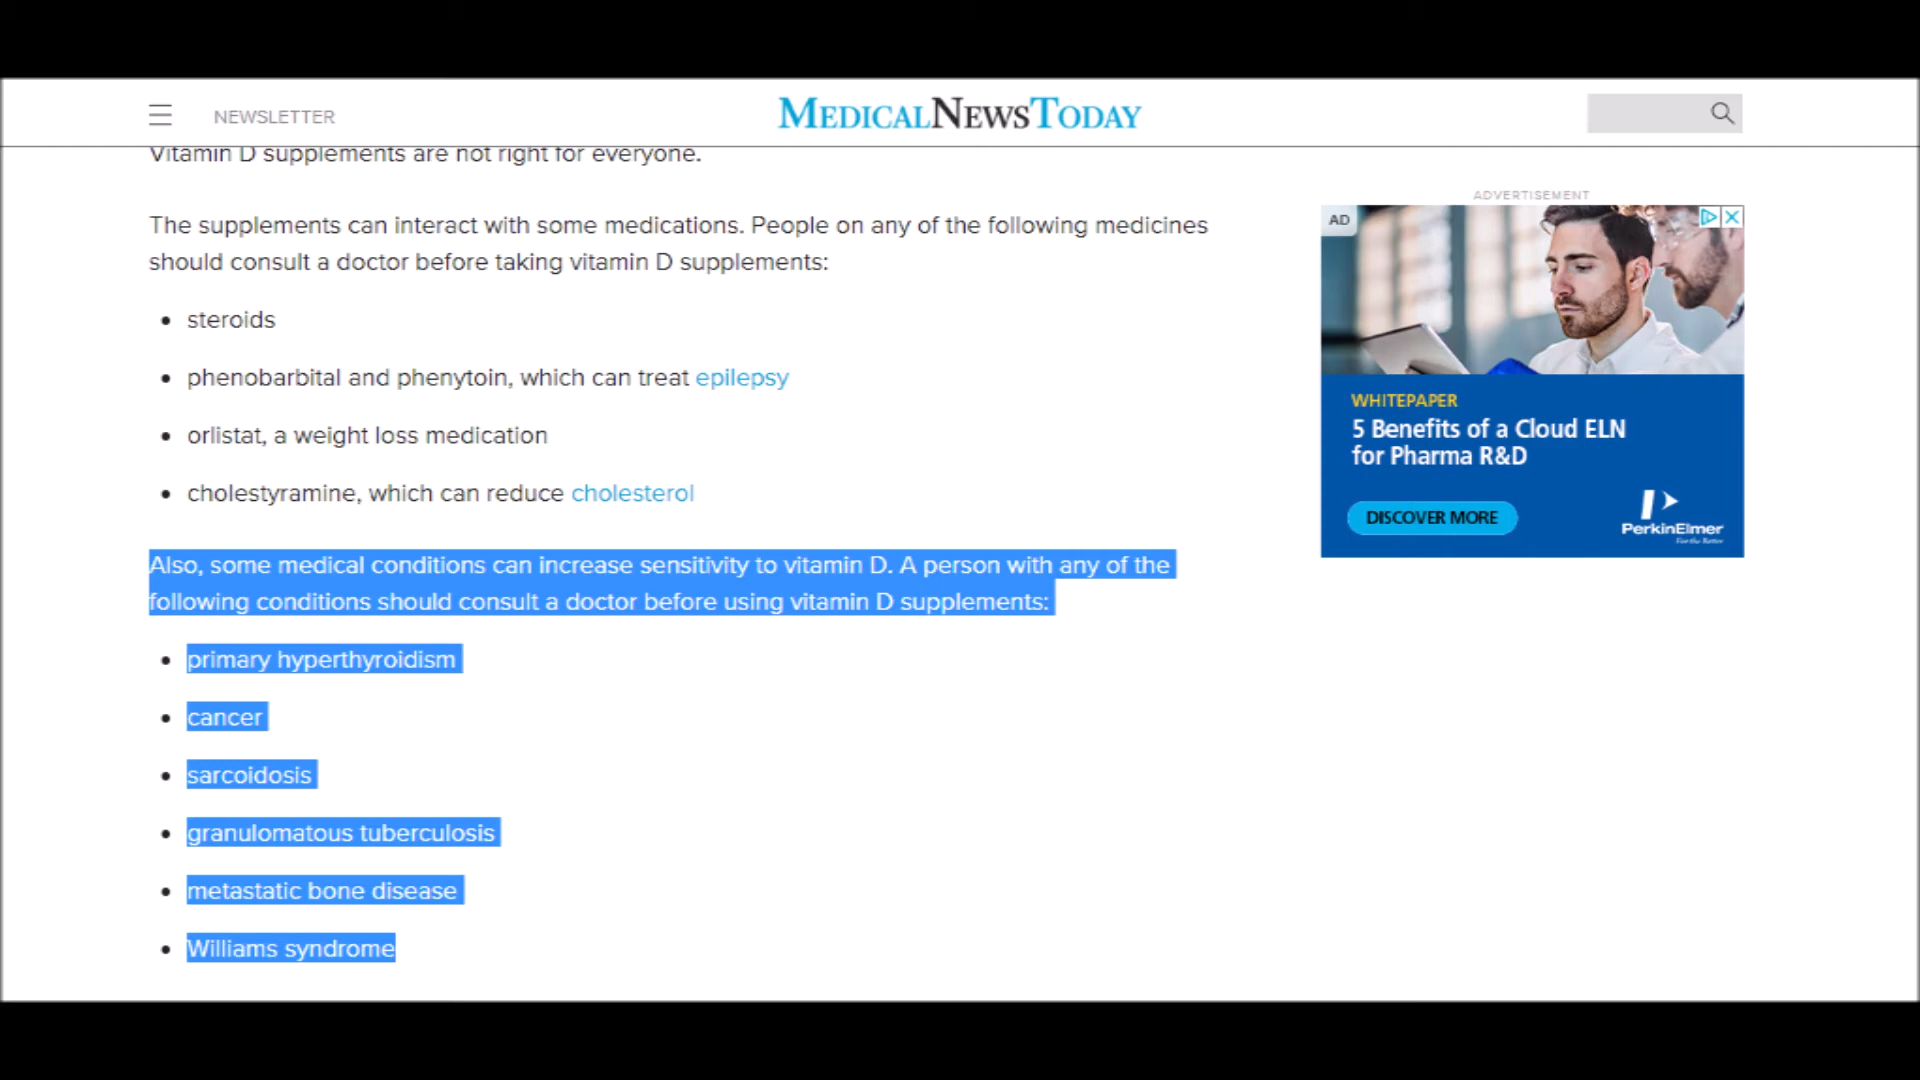 NEWSLETTER
MEDICALNEWSTODAY
Vitamin D supplements are not right for everyone.
The supplements can interact with some medications. People on any of the following medicines
should consult a doctor before taking vitamin D supplements:
• steroids
• phenobarbital and phenytoin, which can treat epilepsy
• orlistat, a weight loss medication
• cholestyramine, which can reduce cholesterol
Also, some medical conditions can increase sensitivity to vitamin D. A person with any of the
following conditions should consult a doctor before using vitamin D supplements:
• primary hyperthyroidism
• cancer
• sarcoidosis
• granulomatous tuberculosis
• metastatic bone disease
• Williams syndrome
ADVERTISEMENT
AD
WHITEPAPER
5 Benefits of a Cloud ELN
for Pharma R&D
DISCOVER MORE
PerkinElmer
For the Better